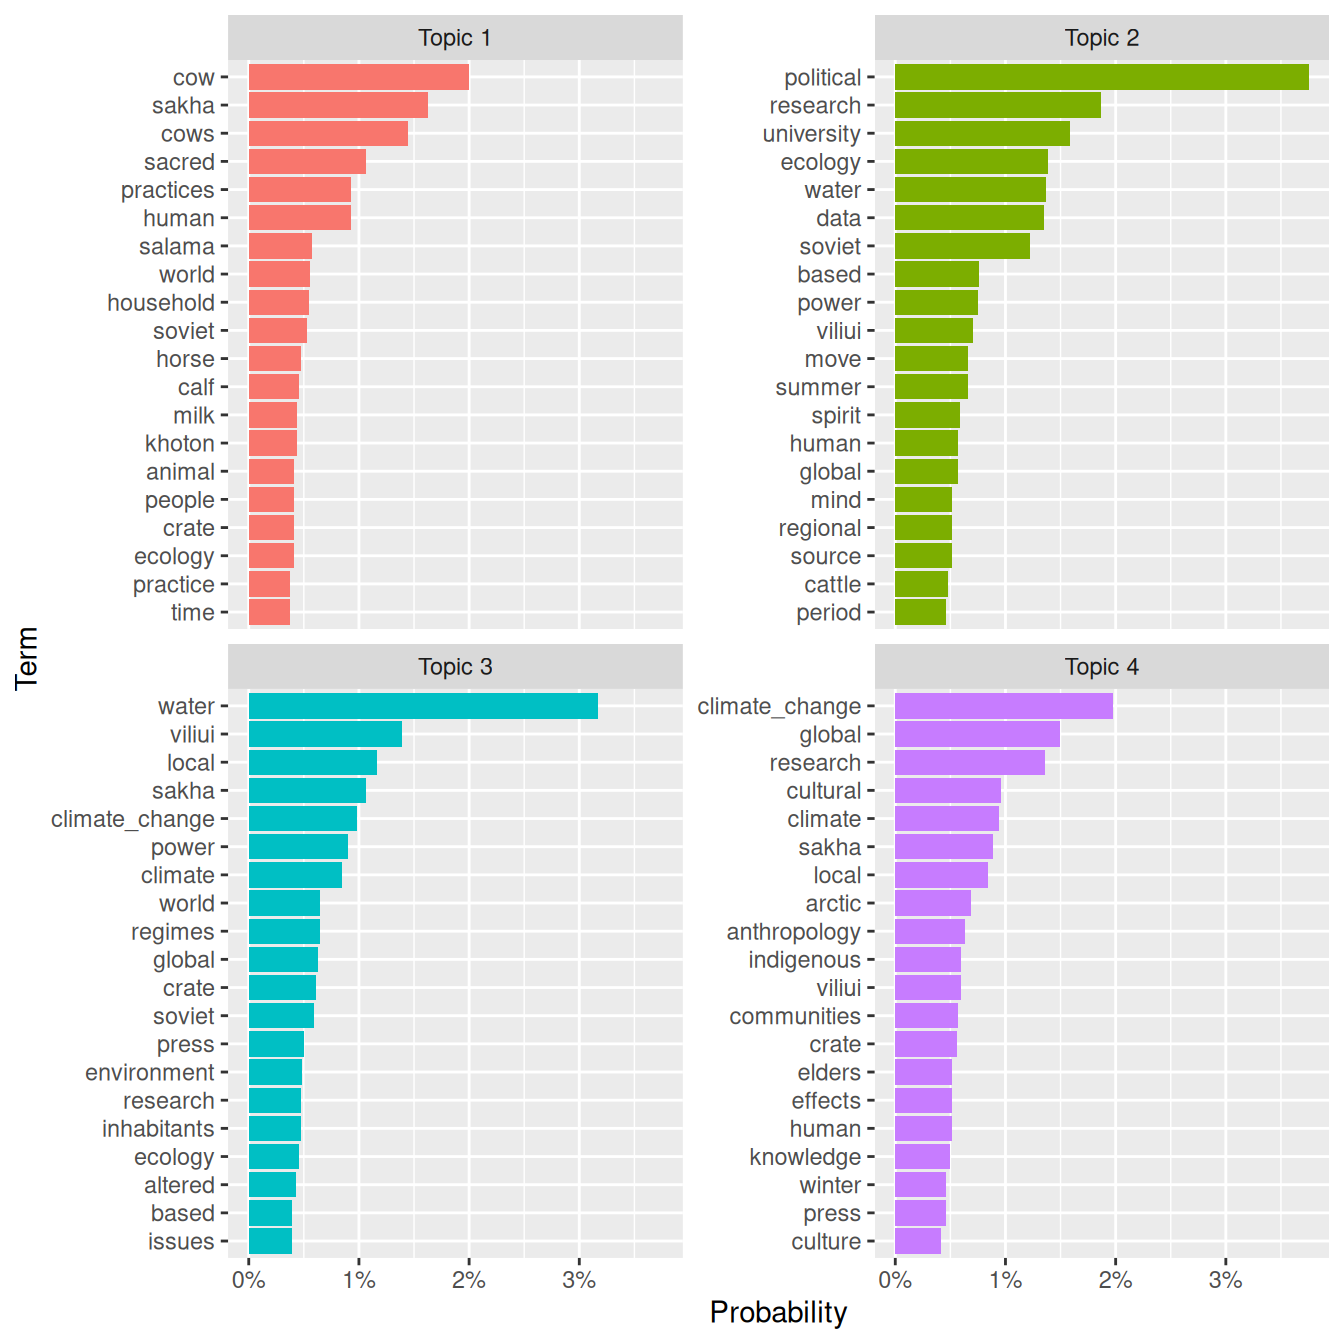 Topic 1
cow
sakha
cows
sacred
practices
human
salama
world
household
soviet
horse
calf
milk
khoton
animal
people
crate
ecology
practice
time
Topic 2
political
research
university
ecology
water
data
soviet
based
power
viliui
move
summer
spirit
human
global
mind
regional
source
cattle
period
Term
Topic 3
water
viliui
local
sakha
climate_change
power
climate
world
regimes
global
crate
soviet
press
environment
research
inhabitants
ecology
altered
based
issues
0% 1% 2% 3%
Topic 4
climate_change
global
research
cultural
climate
sakha
local
arctic
anthropology
indigenous
viliui
communities
crate
elders
effects
human
knowledge
winter
press
culture
0% 1% 2% 3%
Probability